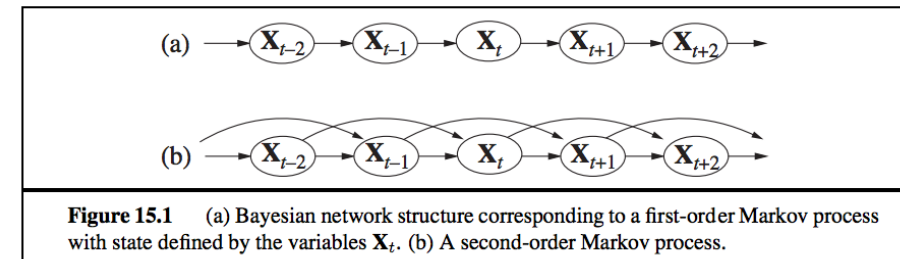 (a) X_{t–2} X_{t–1} X_t X_{t+1} X_{t+2}
(b) X_{t–2} X_{t–1} X_t X_{t+1} X_{t+2}
Figure 15.1 (a) Bayesian network structure corresponding to a first-order Markov process
with state defined by the variables X_t. (b) A second-order Markov process.